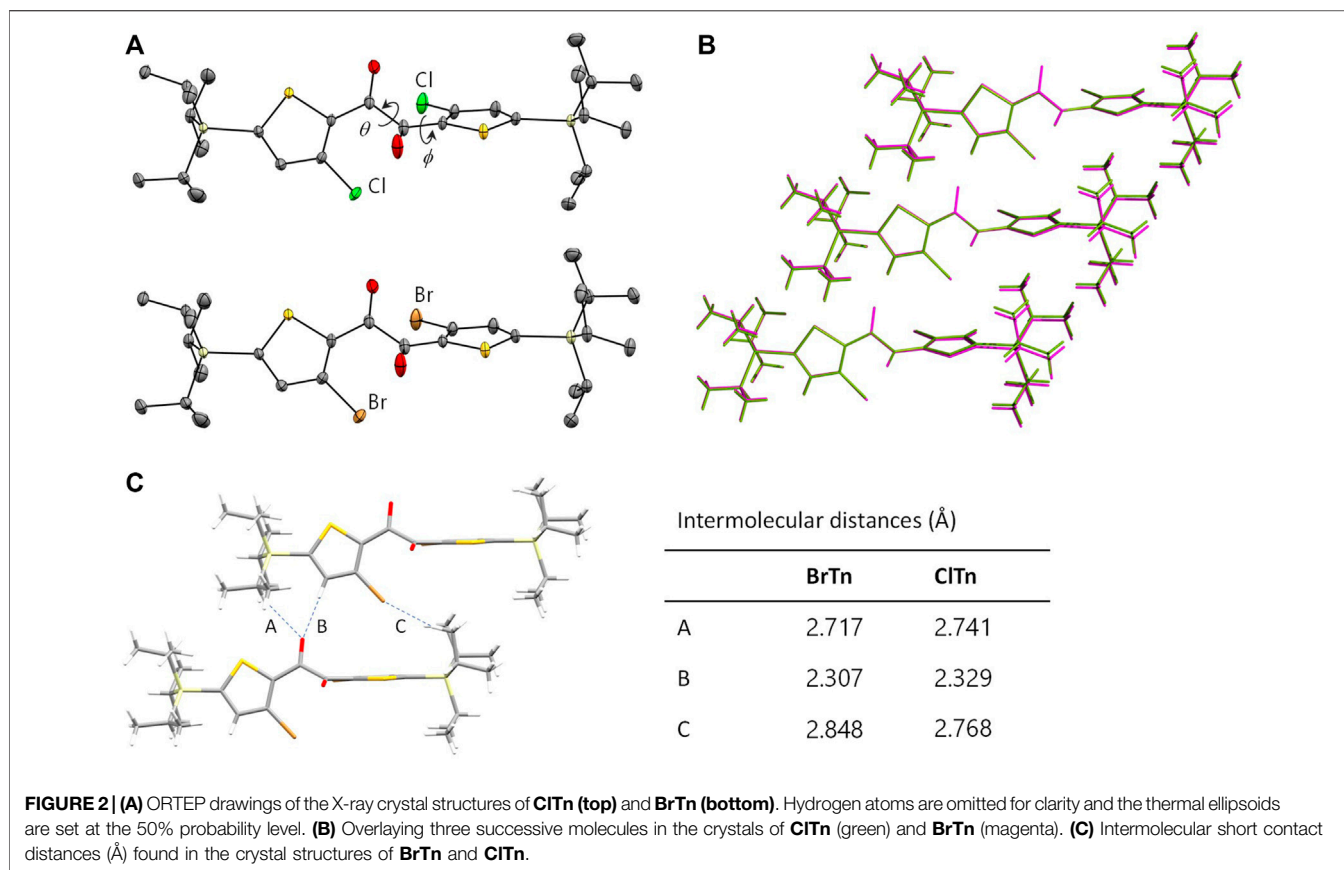 A
B
Cl
θ
ϕ
Cl
Br
Br
C
A
B
C
Intermolecular distances (Å)
BrTn ClTn
A 2.717 2.741
B 2.307 2.329
C 2.848 2.768
FIGURE 2 | (A) ORTEP drawings of the X-ray crystal structures of ClTn (top) and BrTn (bottom). Hydrogen atoms are omitted for clarity and the thermal ellipsoids
are set at the 50% probability level. (B) Overlaying three successive molecules in the crystals of ClTn (green) and BrTn (magenta). (C) Intermolecular short contact
distances (Å) found in the crystal structures of BrTn and ClTn.